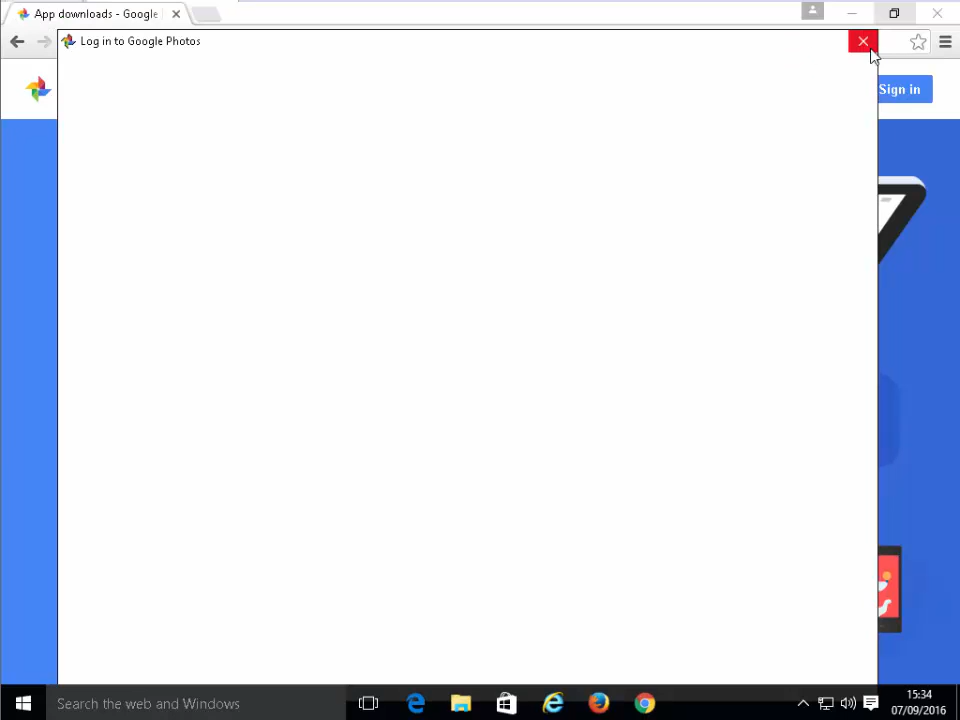 App downloads - Google
Log in to Google Photos
Sign in
Search the web and Windows
15:34
07/09/2016